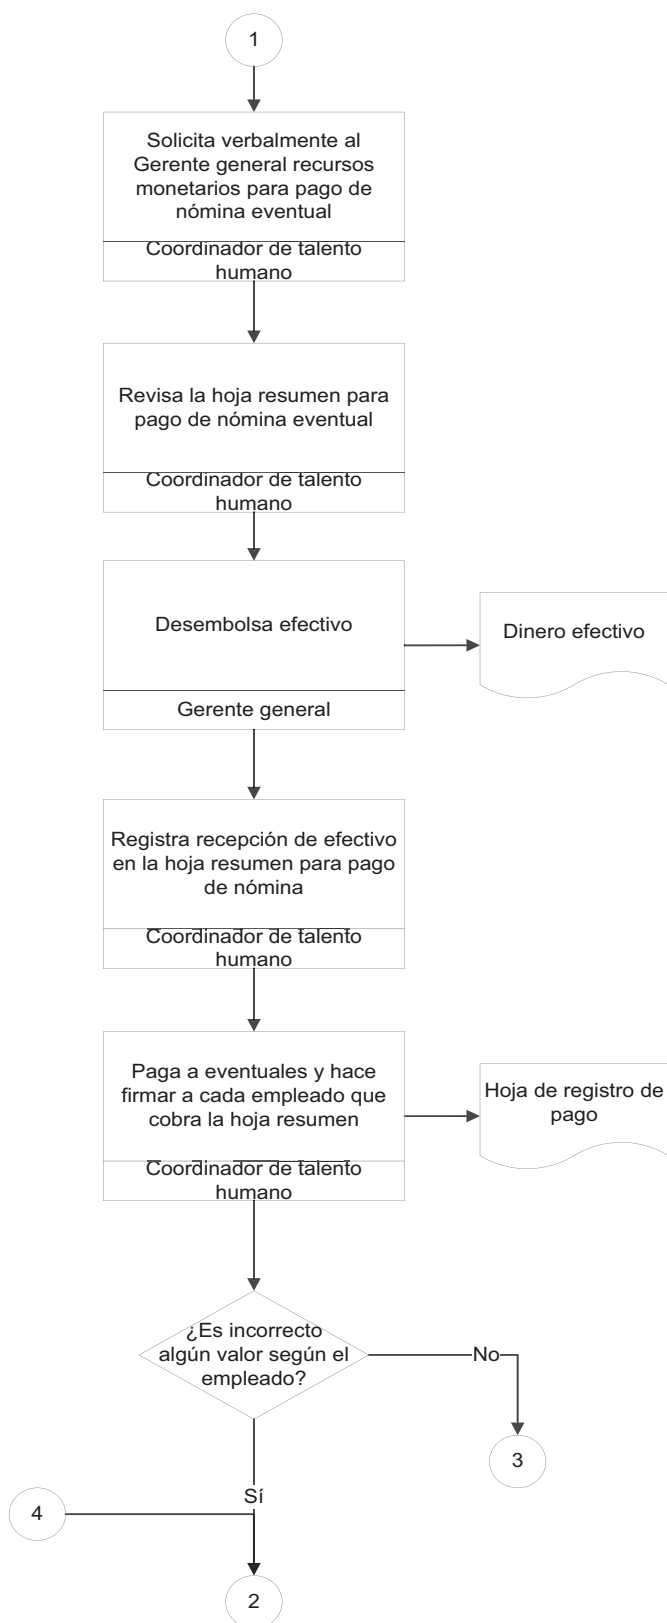 1
Solicita verbalmente al
Gerente general recursos
monetarios para pago de
nómina eventual
Coordinador de talento
humano
Revisa la hoja resumen para
pago de nómina eventual
Coordinador de talento
humano
Desembolsa efectivo
Gerente general
Dinero efectivo
Registra recepción de efectivo
en la hoja resumen para pago
de nómina
Coordinador de talento
humano
Paga a eventuales y hace
firmar a cada empleado que
cobra la hoja resumen
Coordinador de talento
humano
Hoja de registro de
pago
¿Es incorrecto
algún valor según el
empleado?
No
3
Sí
4
2